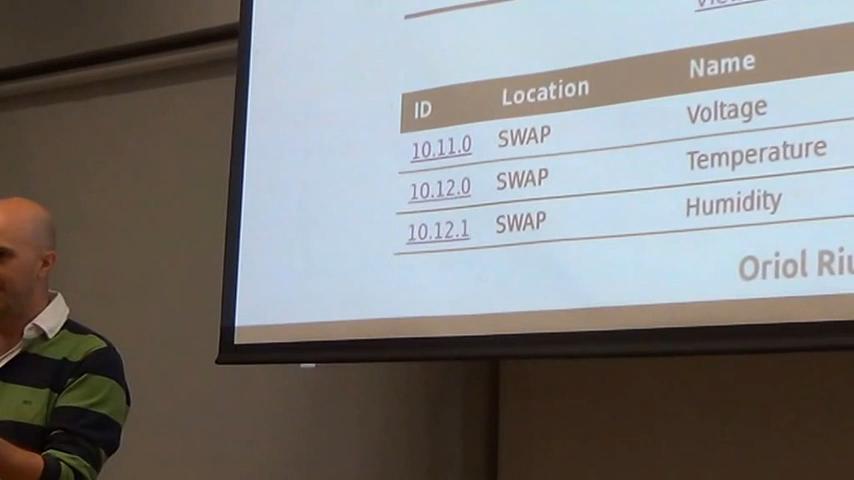 ID Location Name
10.11.0 SWAP Voltage
10.12.0 SWAP Temperature
10.12.1 SWAP Humidity
Oriol